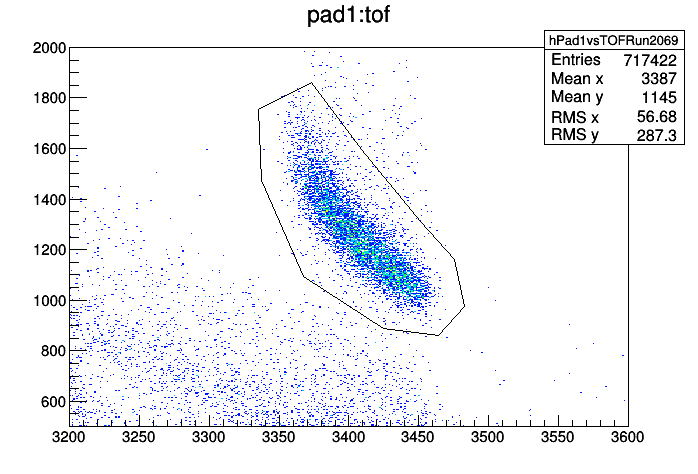 pad1:tof
hPad1vsTOFRun2069
Entries 717422
Mean x 3387
Mean y 1145
RMS x 56.68
RMS y 287.3
2000
1800
1600
1400
1200
1000
800
600
3200 3250 3300 3350 3400 3450 3500 3550 3600